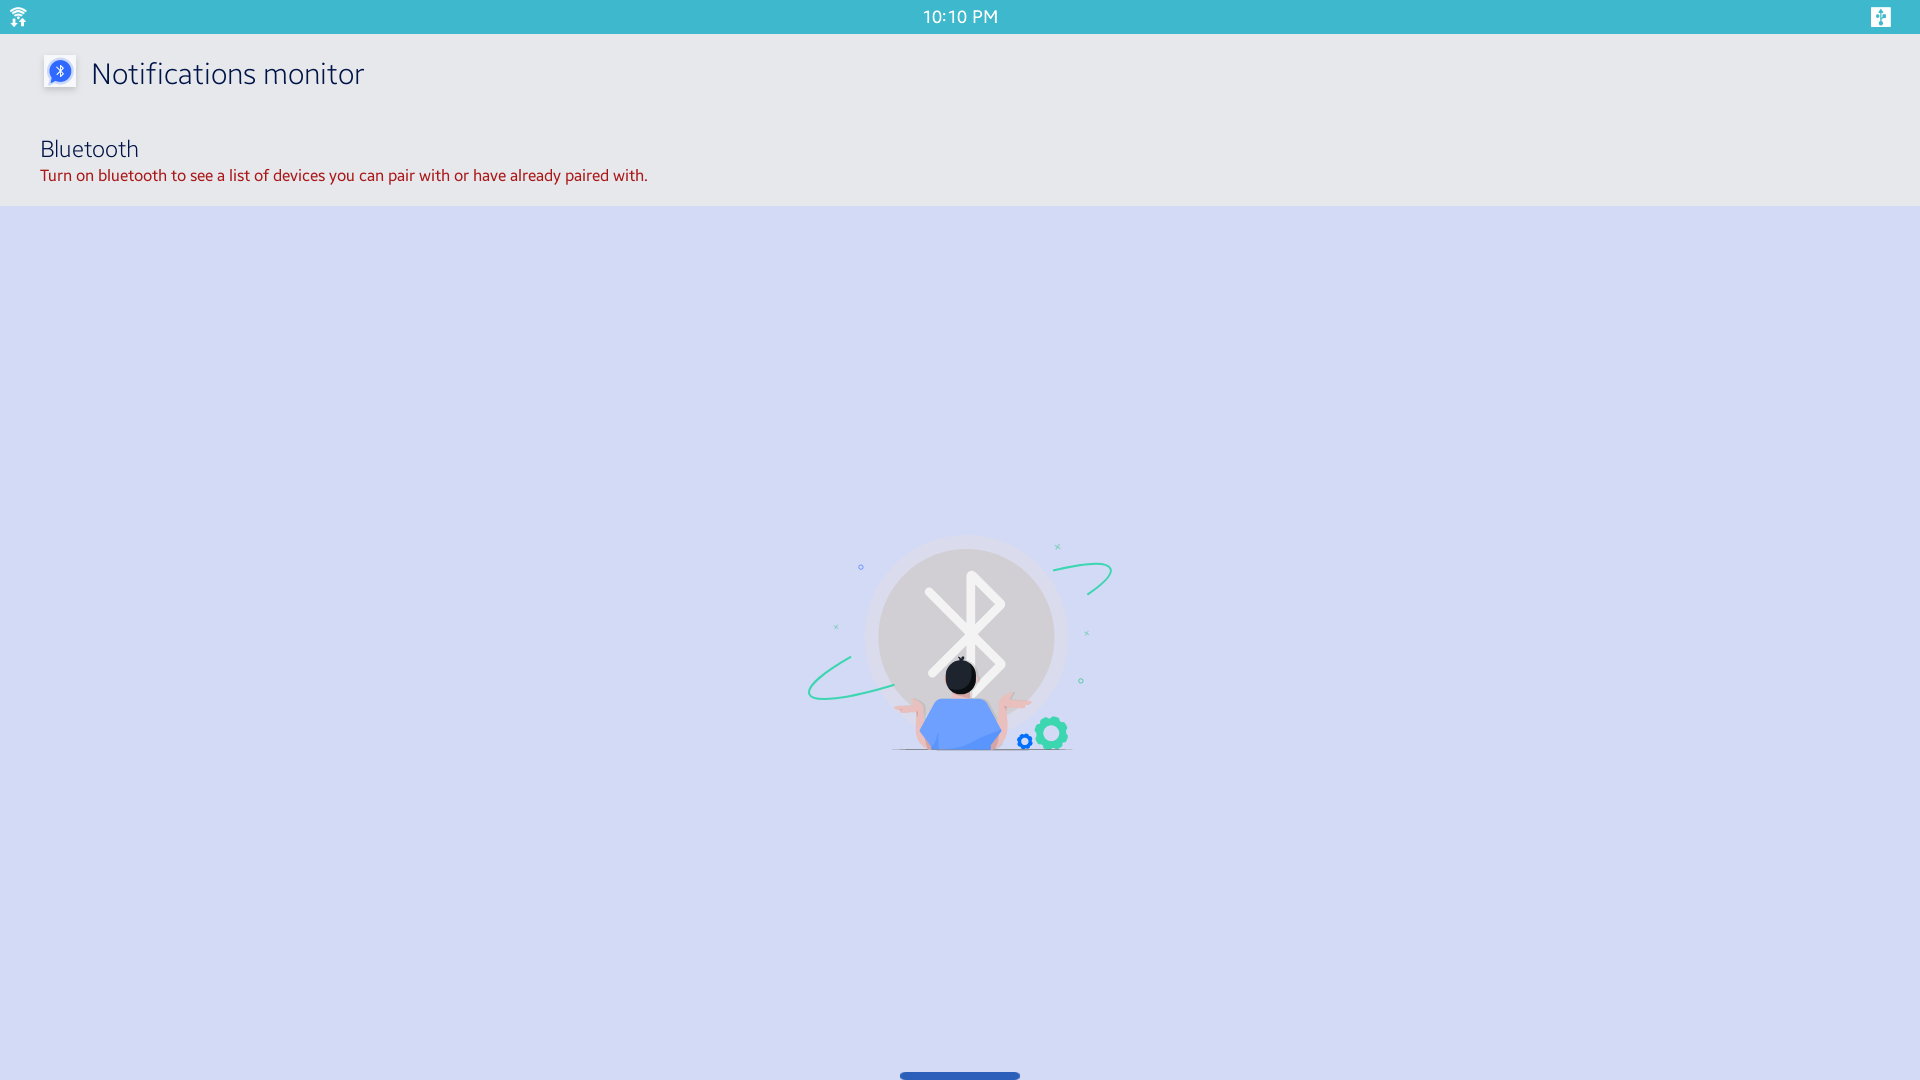 10:10 PM
Notifications monitor
Bluetooth
Turn on bluetooth to see a list of devices you can pair with or have already paired with.